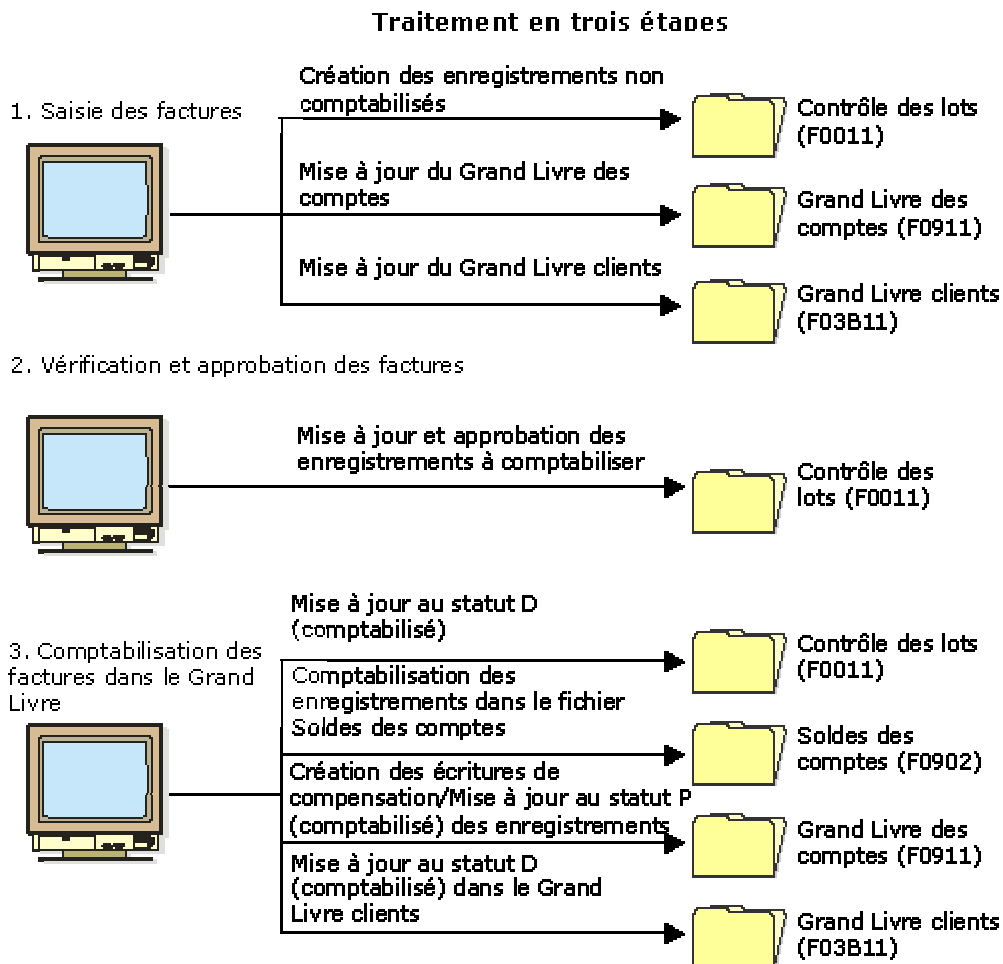 Traitement en trois étapes
1. Saisie des factures
Création des enregistrements non
comptabilisés
Contrôle des lots
(F0011)
Mise à jour du Grand Livre des
comptes
Grand Livre des
comptes (F0911)
Mise à jour du Grand Livre clients
Grand Livre clients
(F03B11)
2. Vérification et approbation des factures
Mise à jour et approbation des
enregistrements à comptabiliser
Contrôle des
lots (F0011)
3. Comptabilisation des
factures dans le Grand
Livre
Mise à jour au statut D
(comptabilisé)
Contrôle des lots
(F0011)
Comptabilisation des
enregistrements dans le fichier
Soldes des comptes
Soldes des
comptes (F0902)
Création des écritures de
compensation/Mise à jour au statut P
(comptabilisé) des enregistrements
Grand Livre des
comptes (F0911)
Mise à jour au statut D
(comptabilisé) dans le Grand
Livre clients
Grand Livre clients
(F03B11)